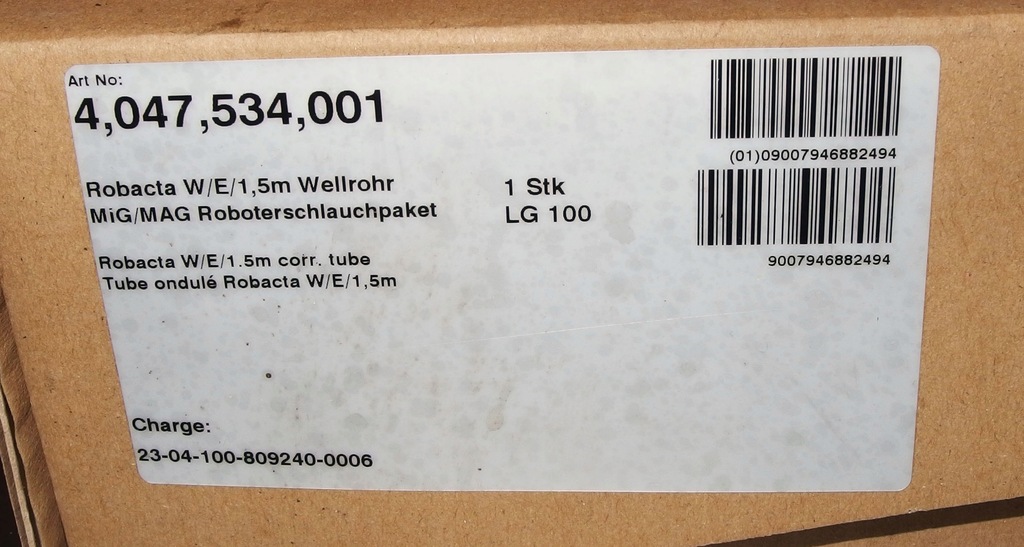 Art No:
4,047,534,001
(01)09007946882494
Robacta W/E/1,5m Wellrohr
MiG/MAG Roboterschlauchpaket
1 Stk
LG 100
9007946882494
Robacta W/E/1.5m corr. tube
Tube ondulé Robacta W/E/1,5m
Charge:
23-04-100-809240-0006